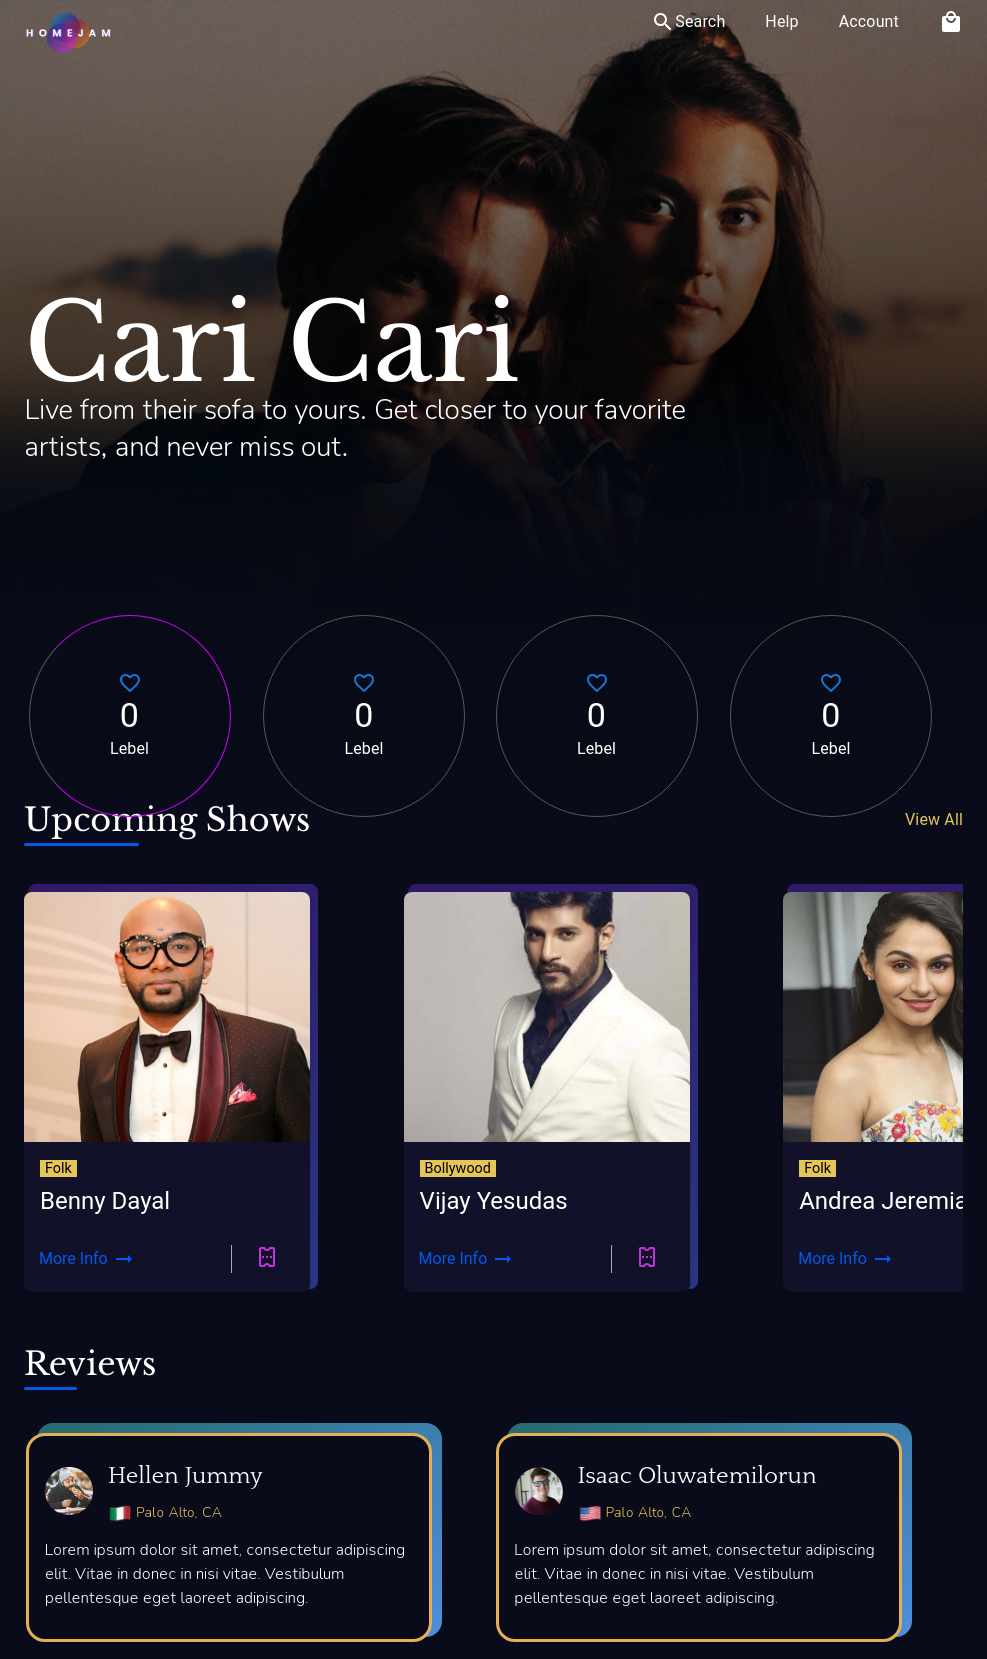 HOMEJAM
Search
Help
Account
Cari Cari
Live from their sofa to yours. Get closer to your favorite
artists, and never miss out.
0
Lebel
0
Lebel
0
Lebel
0
Lebel
Upcoming Shows
View All
Folk
Benny Dayal
More Info
Bollywood
Vijay Yesudas
More Info
Folk
Andrea Jeremia
More Info
Reviews
Hellen Jummy
Palo Alto, CA
Lorem ipsum dolor sit amet, consectetur adipiscing
elit. Vitae in donec in nisi vitae. Vestibulum
pellentesque eget laoreet adipiscing.
Isaac Oluwatemilorun
Palo Alto, CA
Lorem ipsum dolor sit amet, consectetur adipiscing
elit. Vitae in donec in nisi vitae. Vestibulum
pellentesque eget laoreet adipiscing.